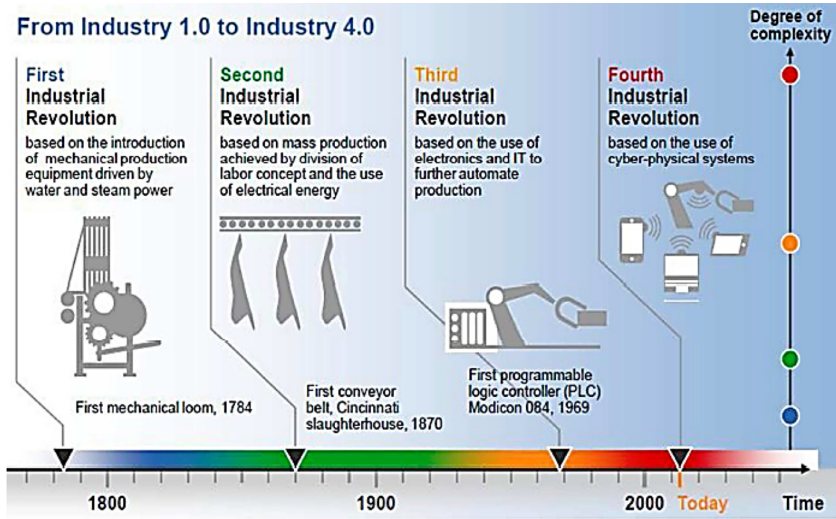 From Industry 1.0 to Industry 4.0
Degree of
complexity
First
Industrial
Revolution
based on the introduction
of mechanical production
equipment driven by
water and steam power
Second
Industrial
Revolution
based on mass production
achieved by division of
labor concept and the use
of electrical energy
Third
Industrial
Revolution
based on the use of
electronics and IT to
further automate
production
Fourth
Industrial
Revolution
based on the use of
cyber-physical systems
First mechanical loom, 1784
First conveyor
belt, Cincinnati
slaughterhouse, 1870
First programmable
logic controller (PLC)
Modicon 084, 1969
1800
1900
2000
Today
Time